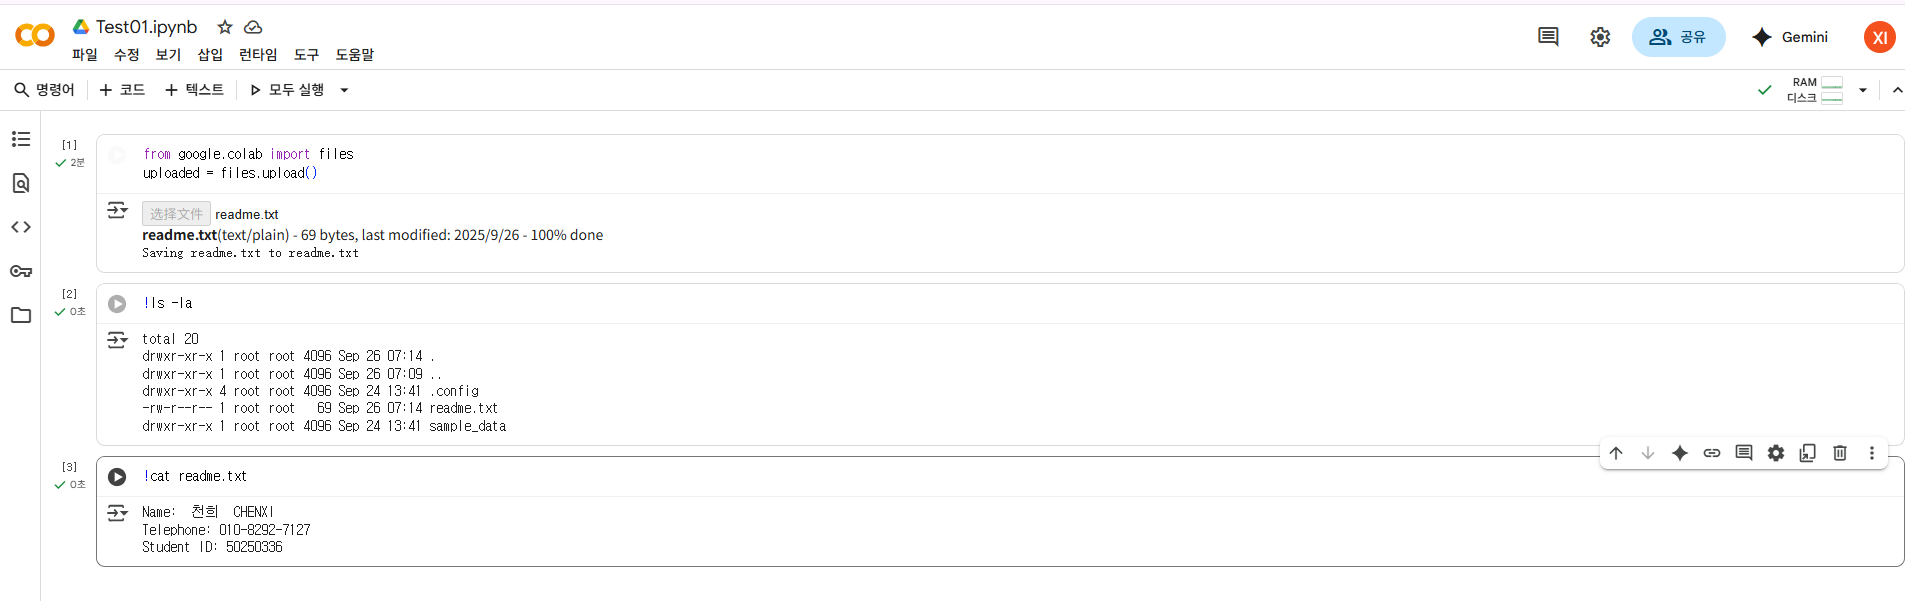 CO Test01.ipynb
파일 수정 보기 삽입 런타임 도구 도움말
공유 Gemini XI
명령어 + 코드 + 텍스트 모두 실행
RAM
디스크
[1]
2분
from google.colab import files
uploaded = files.upload()
选择文件 readme.txt
readme.txt(text/plain) - 69 bytes, last modified: 2025/9/26 - 100% done
Saving readme.txt to readme.txt
[2]
0초
!ls -la
total 20
drwxr-xr-x 1 root root 4096 Sep 26 07:14 .
drwxr-xr-x 1 root root 4096 Sep 26 07:09 ..
drwxr-xr-x 4 root root 4096 Sep 24 13:41 .config
-rw-r--r-- 1 root root   69 Sep 26 07:14 readme.txt
drwxr-xr-x 1 root root 4096 Sep 24 13:41 sample_data
[3]
0초
!cat readme.txt
Name:  천희  CHENXI
Telephone: 010-8292-7127
Student ID: 50250336